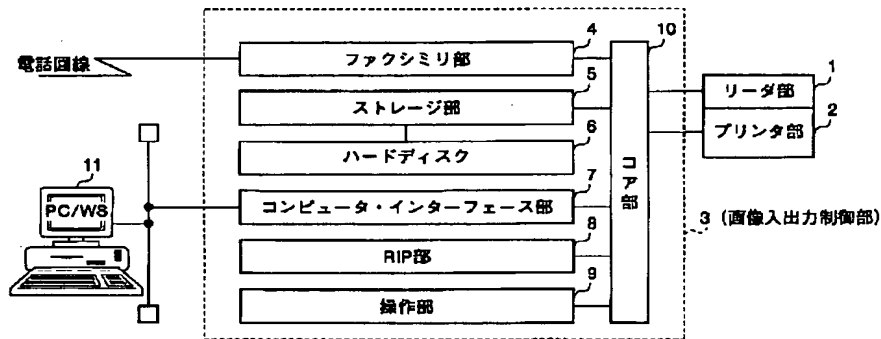 電話回線
ファクシミリ部
4
ストレージ部
5
ハードディスク
6
コンピュータ・インターフェース部
7
RIP部
8
操作部
9
コア部
10
リーダ部
1
プリンタ部
2
3 (画像入出力制御部)
11
PC/WS